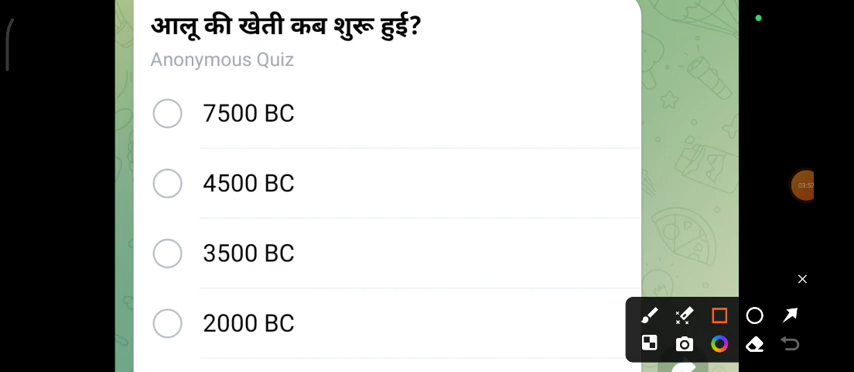 आलू की खेती कब शुरू हुई?
Anonymous Quiz
7500 BC
4500 BC
3500 BC
2000 BC